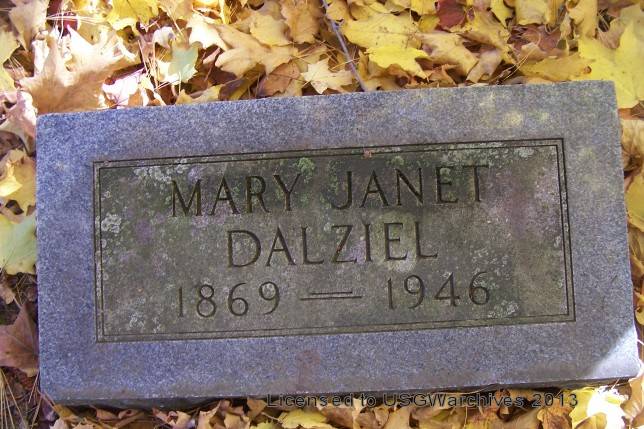 MARY JANET
DALZIEL
1869 — 1946
Licensed to USGWarchives 2013